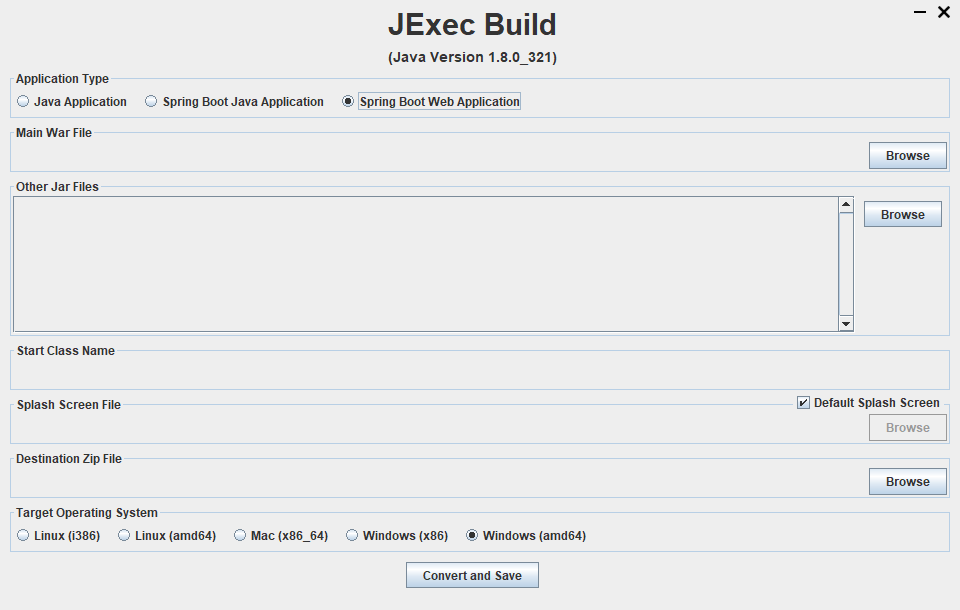 JExec Build
(Java Version 1.8.0_321)
Application Type
Java Application Spring Boot Java Application Spring Boot Web Application
Main War File
Browse
Other Jar Files
Browse
Start Class Name
Splash Screen File Default Splash Screen
Browse
Destination Zip File
Browse
Target Operating System
Linux (i386) Linux (amd64) Mac (x86_64) Windows (x86) Windows (amd64)
Convert and Save